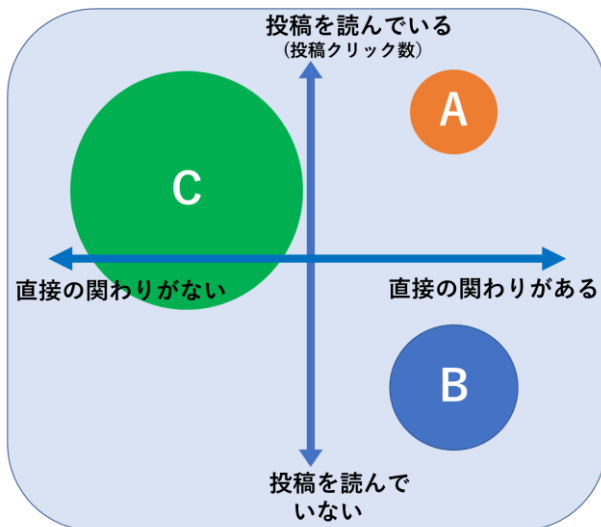 投稿を読んでいる
(投稿クリック数)
A
C
直接の関わりがない
直接の関わりがある
B
投稿を読んで
いない